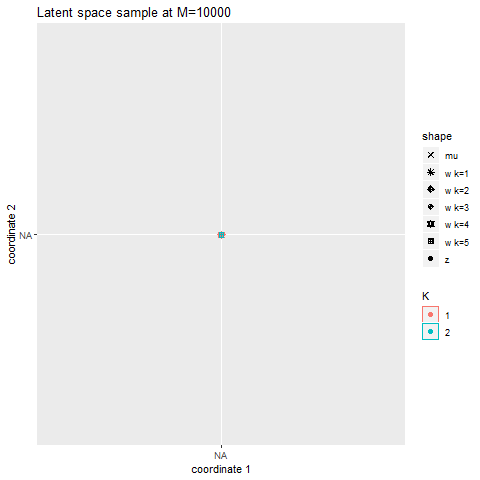 Latent space sample at M=10000
coordinate 2
NA
NA
coordinate 1
shape
mu
w k=1
w k=2
w k=3
w k=4
w k=5
z
K
1
2